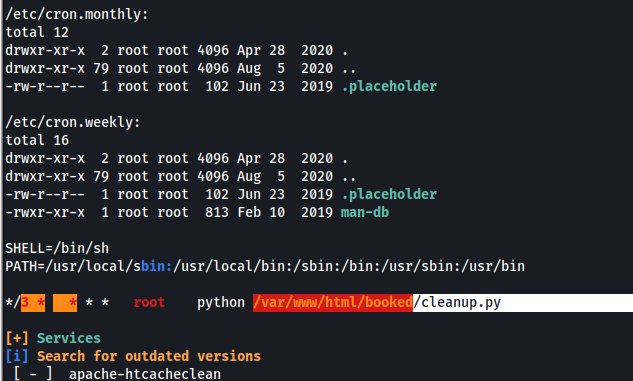 /etc/cron.monthly:
total 12
drwxr-xr-x  2 root root 4096 Apr 28  2020 .
drwxr-xr-x 79 root root 4096 Aug  5  2020 ..
-rw-r--r--  1 root root  102 Jun 23  2019 .placeholder
/etc/cron.weekly:
total 16
drwxr-xr-x  2 root root 4096 Apr 28  2020 .
drwxr-xr-x 79 root root 4096 Aug  5  2020 ..
-rw-r--r--  1 root root  102 Jun 23  2019 .placeholder
-rwxr-xr-x  1 root root  813 Feb 10  2019 man-db
SHELL=/bin/sh
PATH=/usr/local/sbin:/usr/local/bin:/sbin:/bin:/usr/sbin:/usr/bin
*/3 *   * * *   root    python /var/www/html/booked/cleanup.py
[+] Services
[i] Search for outdated versions
 [ - ]  apache-htcacheclean